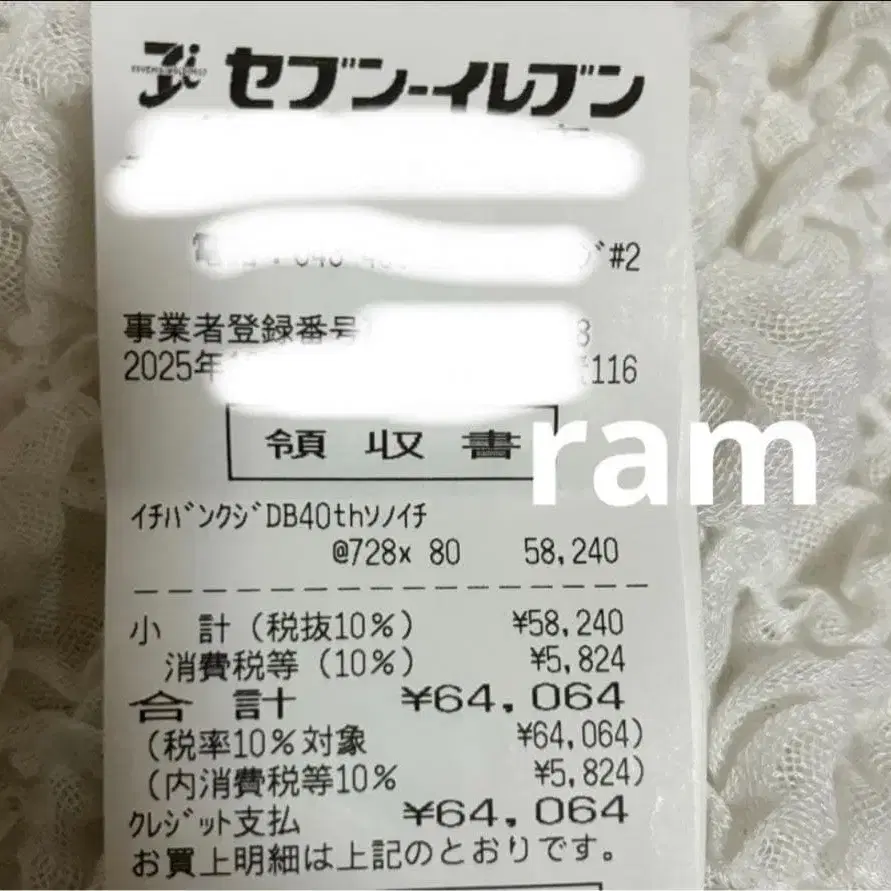 セブン-イレブン
#2
事業者登録番号
2025年
116
領収書
ram
ｲﾁﾊﾞﾝｸｼﾞDB40thｿﾉｲﾁ
@728x 80 58,240
小 計(税抜10%) ¥58,240
消費税等(10%) ¥5,824
合 計 ¥64,064
(税率10%対象 ¥64,064)
(内消費税等10% ¥5,824)
ｸﾚｼﾞｯﾄ支払 ¥64,064
お買上明細は上記のとおりです。